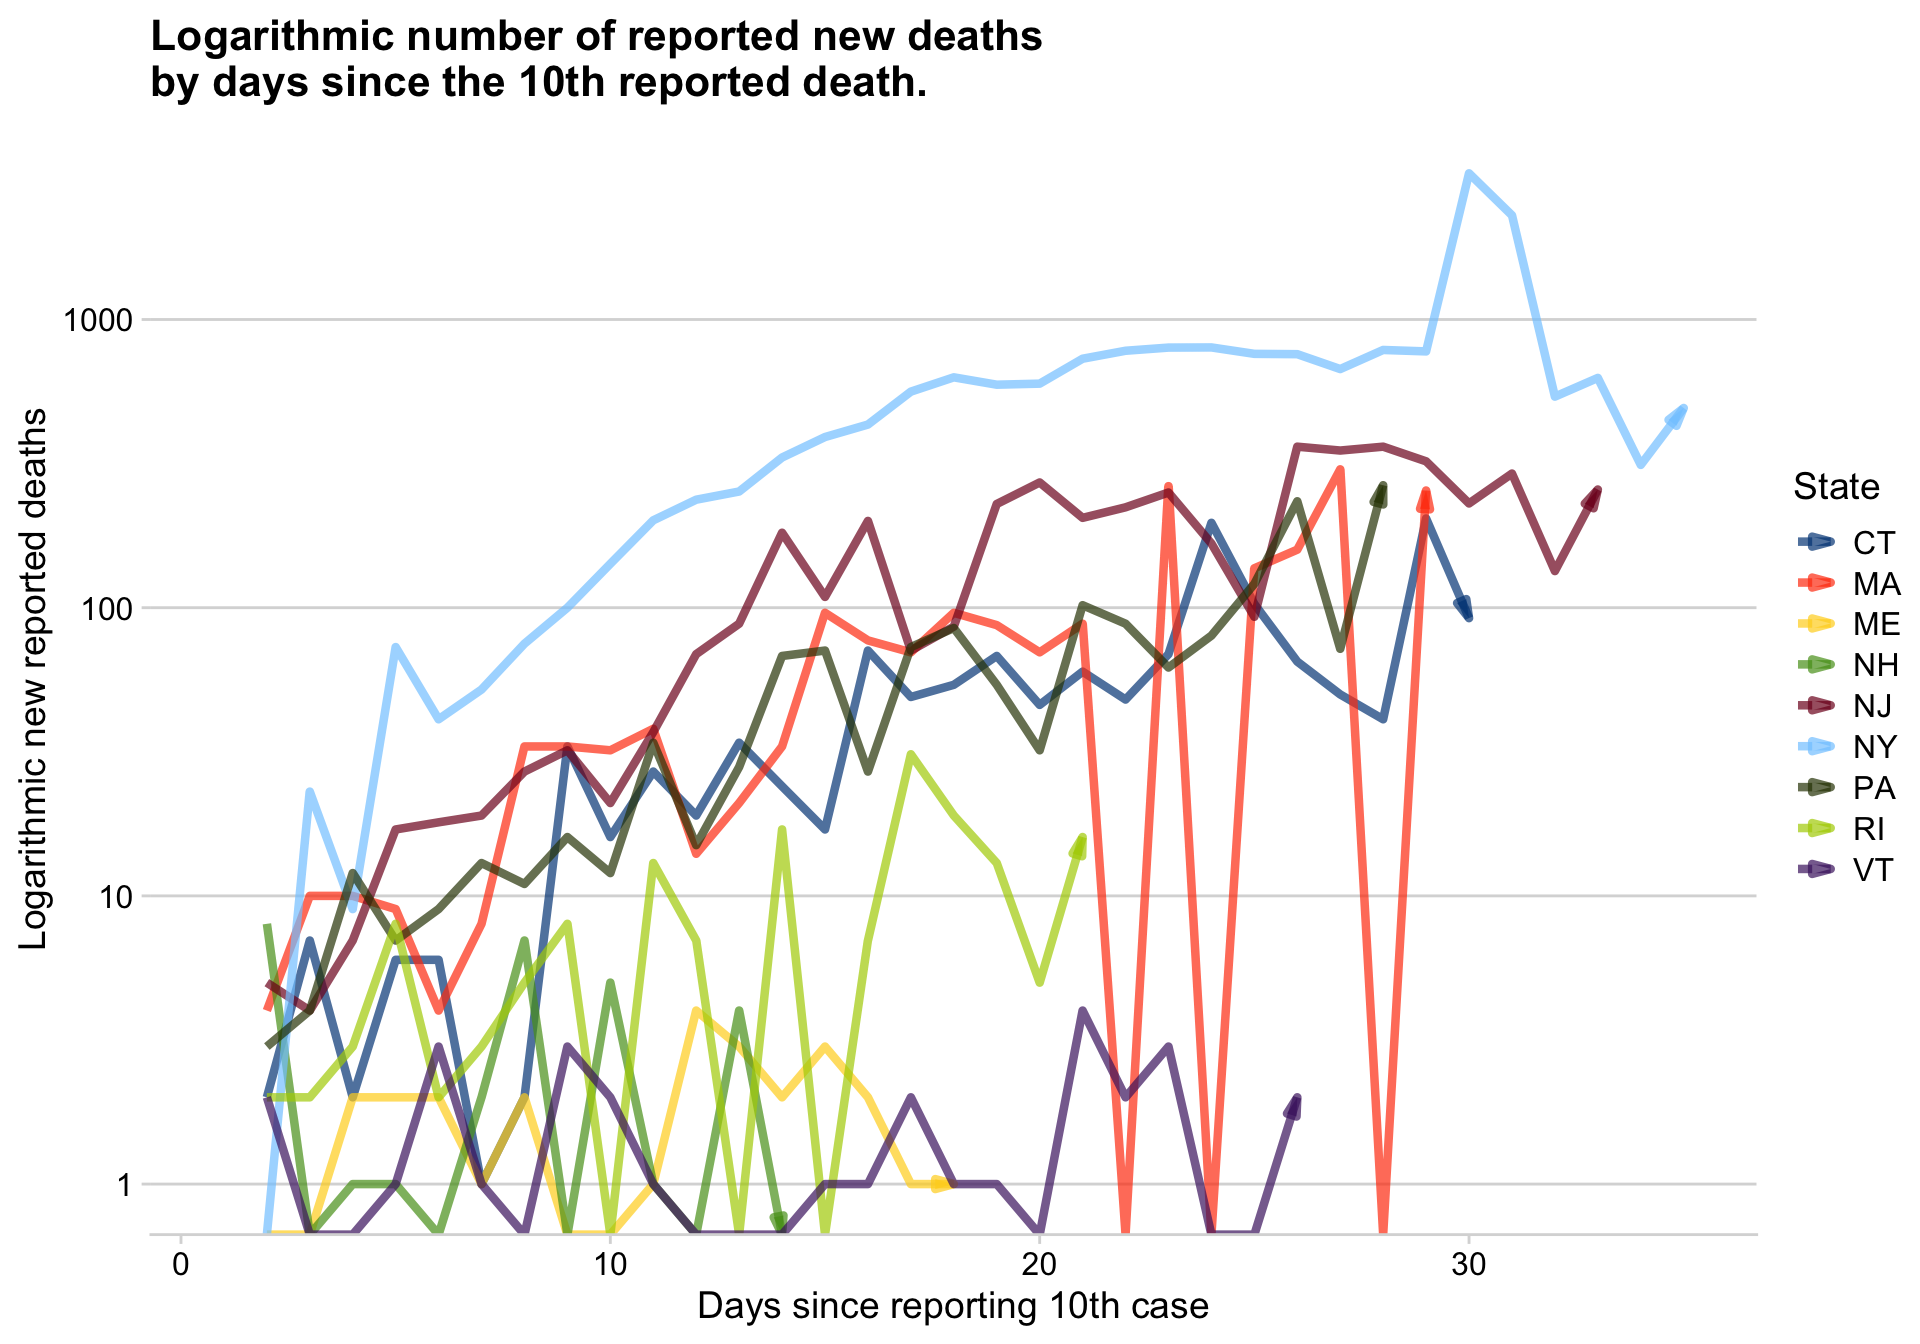 Logarithmic number of reported new deaths
by days since the 10th reported death.
Logarithmic new reported deaths
1000
100
10
1
0
10
20
30
Days since reporting 10th case
State
CT
MA
ME
NH
NJ
NY
PA
RI
VT